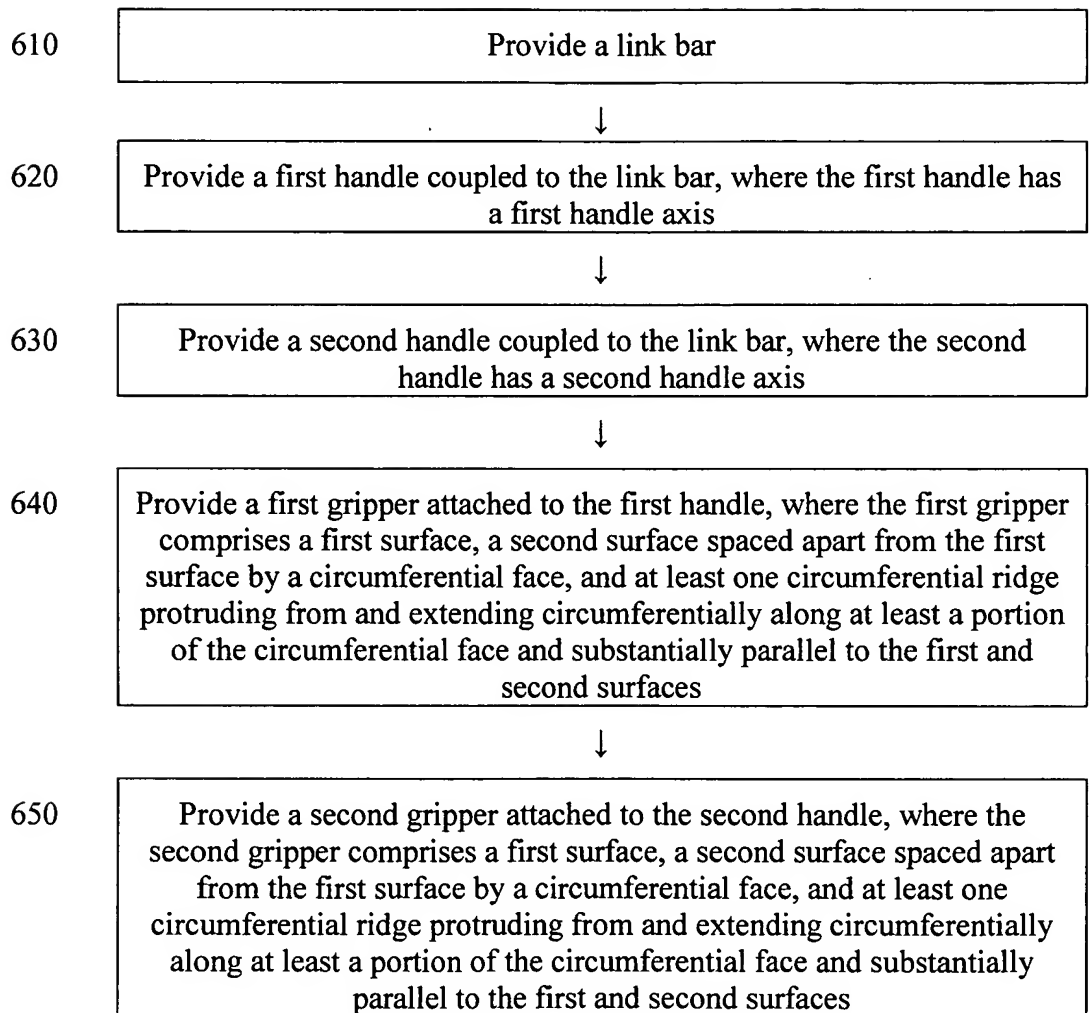 610 Provide a link bar
↓
620 Provide a first handle coupled to the link bar, where the first handle has
a first handle axis
↓
630 Provide a second handle coupled to the link bar, where the second
handle has a second handle axis
↓
640 Provide a first gripper attached to the first handle, where the first gripper
comprises a first surface, a second surface spaced apart from the first
surface by a circumferential face, and at least one circumferential ridge
protruding from and extending circumferentially along at least a portion
of the circumferential face and substantially parallel to the first and
second surfaces
↓
650 Provide a second gripper attached to the second handle, where the
second gripper comprises a first surface, a second surface spaced apart
from the first surface by a circumferential face, and at least one
circumferential ridge protruding from and extending circumferentially
along at least a portion of the circumferential face and substantially
parallel to the first and second surfaces